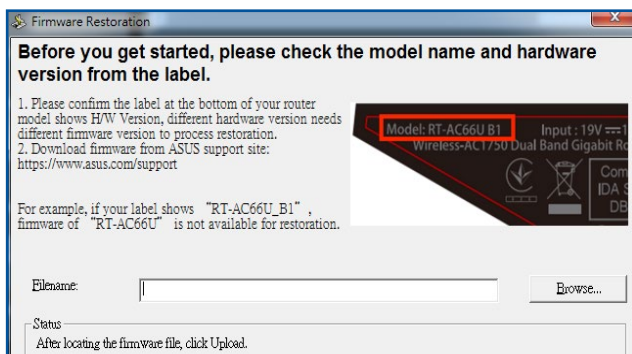 Firmware Restoration
Before you get started, please check the model name and hardware
version from the label.
1. Please confirm the label at the bottom of your router
model shows H/W Version, different hardware version needs
different firmware version to process restoration.
2. Download firmware from ASUS support site:
https://www.asus.com/support
For example, if your label shows “RT-AC66U_B1”,
firmware of “RT-AC66U” is not available for restoration.
Model: RT-AC66U B1
Input : 19V
Wireless-AC1750 Dual Band Gigabit
Com
IDA S
DB
Filename:
Browse...
Status
After locating the firmware file, click Upload.